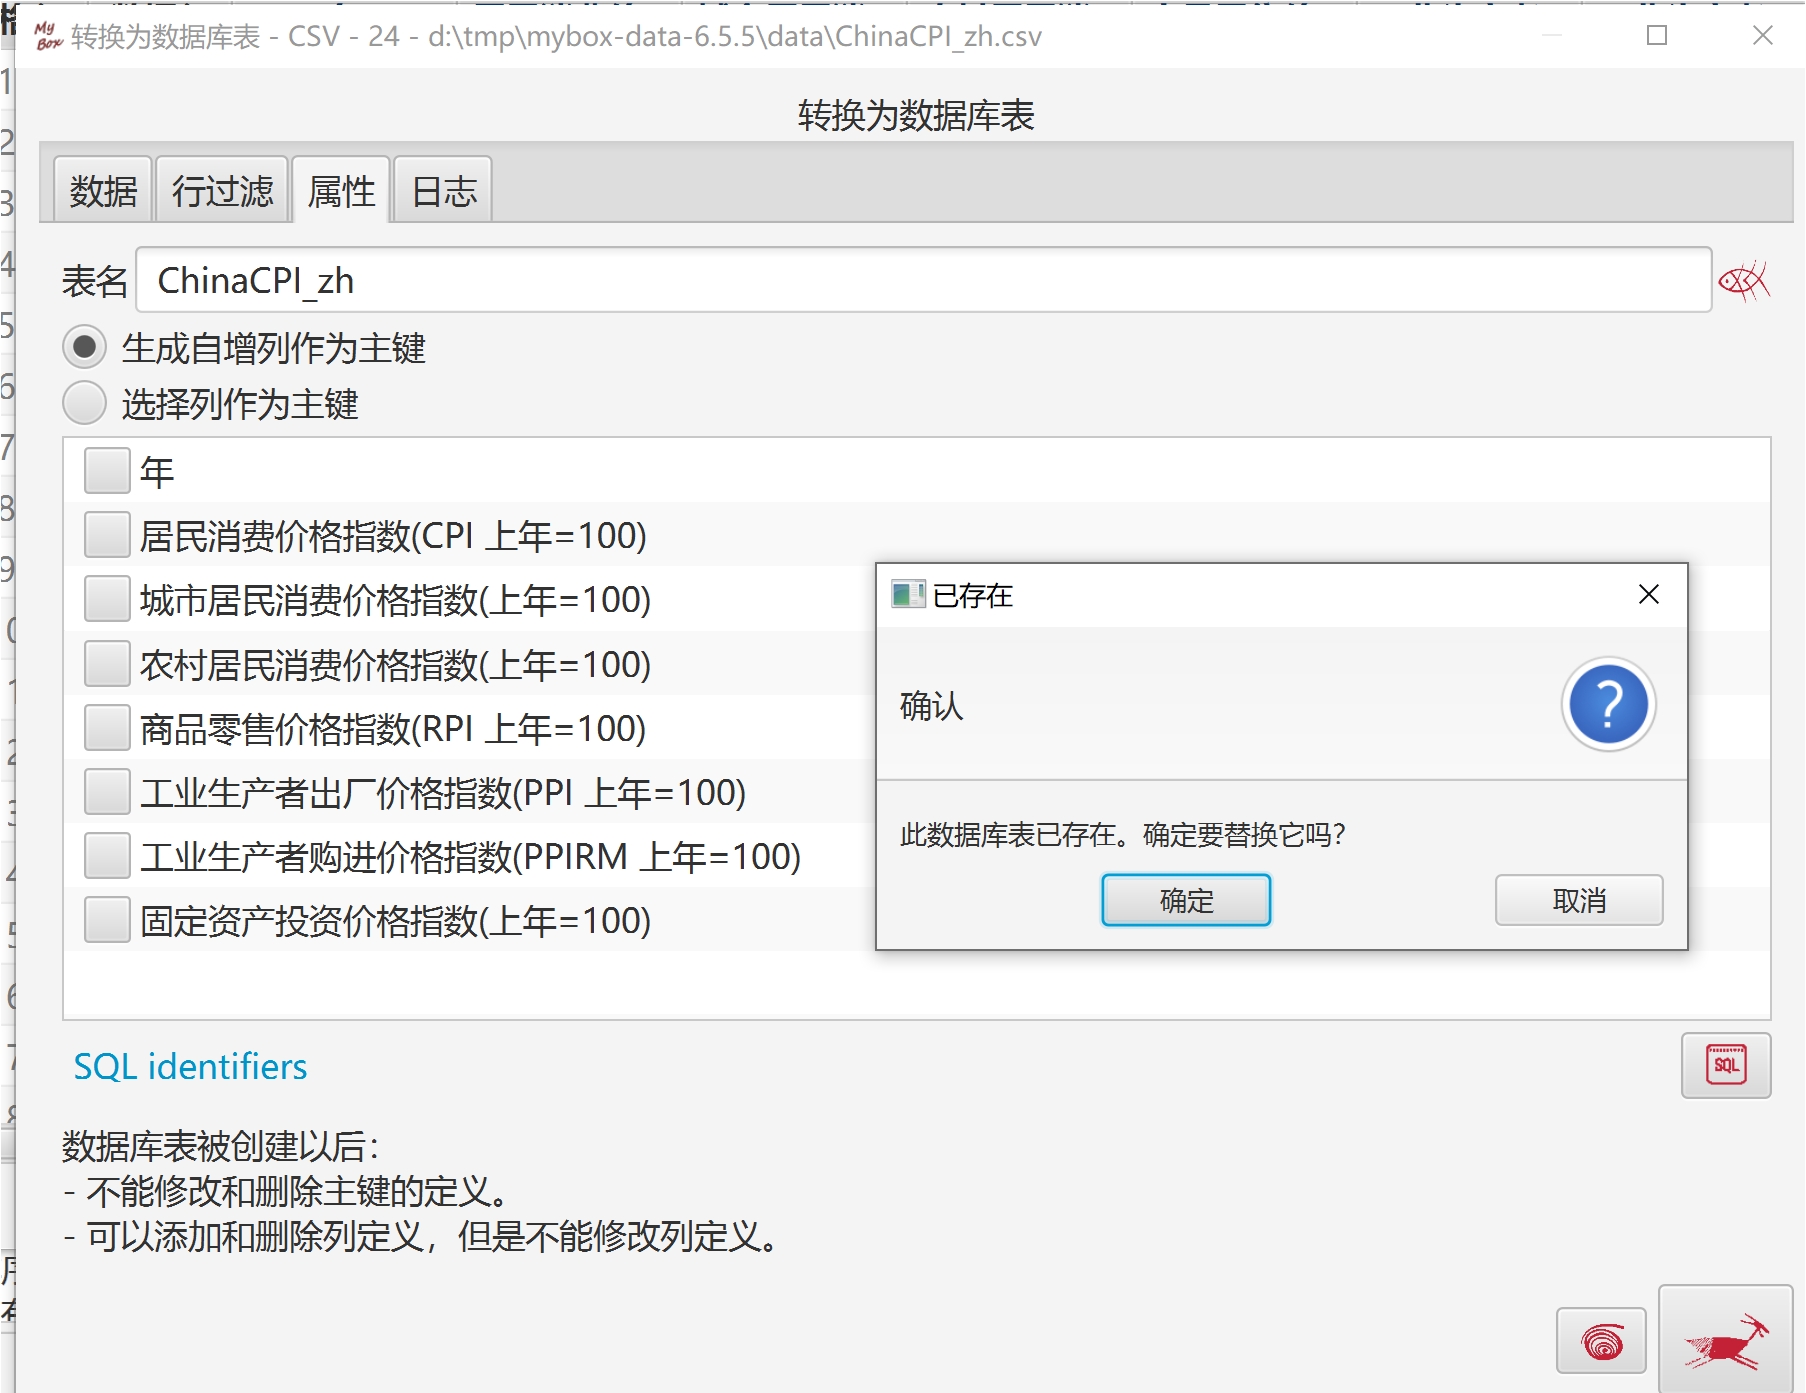 My Box 转换为数据库表 - CSV - 24 - d:\tmp\mybox-data-6.5.5\data\ChinaCPI_zh.csv
转换为数据库表
数据 行过滤 属性 日志
表名 ChinaCPI_zh
生成自增列作为主键
选择列作为主键
年
居民消费价格指数(CPI 上年=100)
城市居民消费价格指数(上年=100)
农村居民消费价格指数(上年=100)
商品零售价格指数(RPI 上年=100)
工业生产者出厂价格指数(PPI 上年=100)
工业生产者购进价格指数(PPIRM 上年=100)
固定资产投资价格指数(上年=100)
已存在
确认
?
此数据库表已存在。确定要替换它吗?
确定 取消
SQL identifiers
SQL
数据库表被创建以后:
- 不能修改和删除主键的定义。
- 可以添加和删除列定义，但是不能修改列定义。